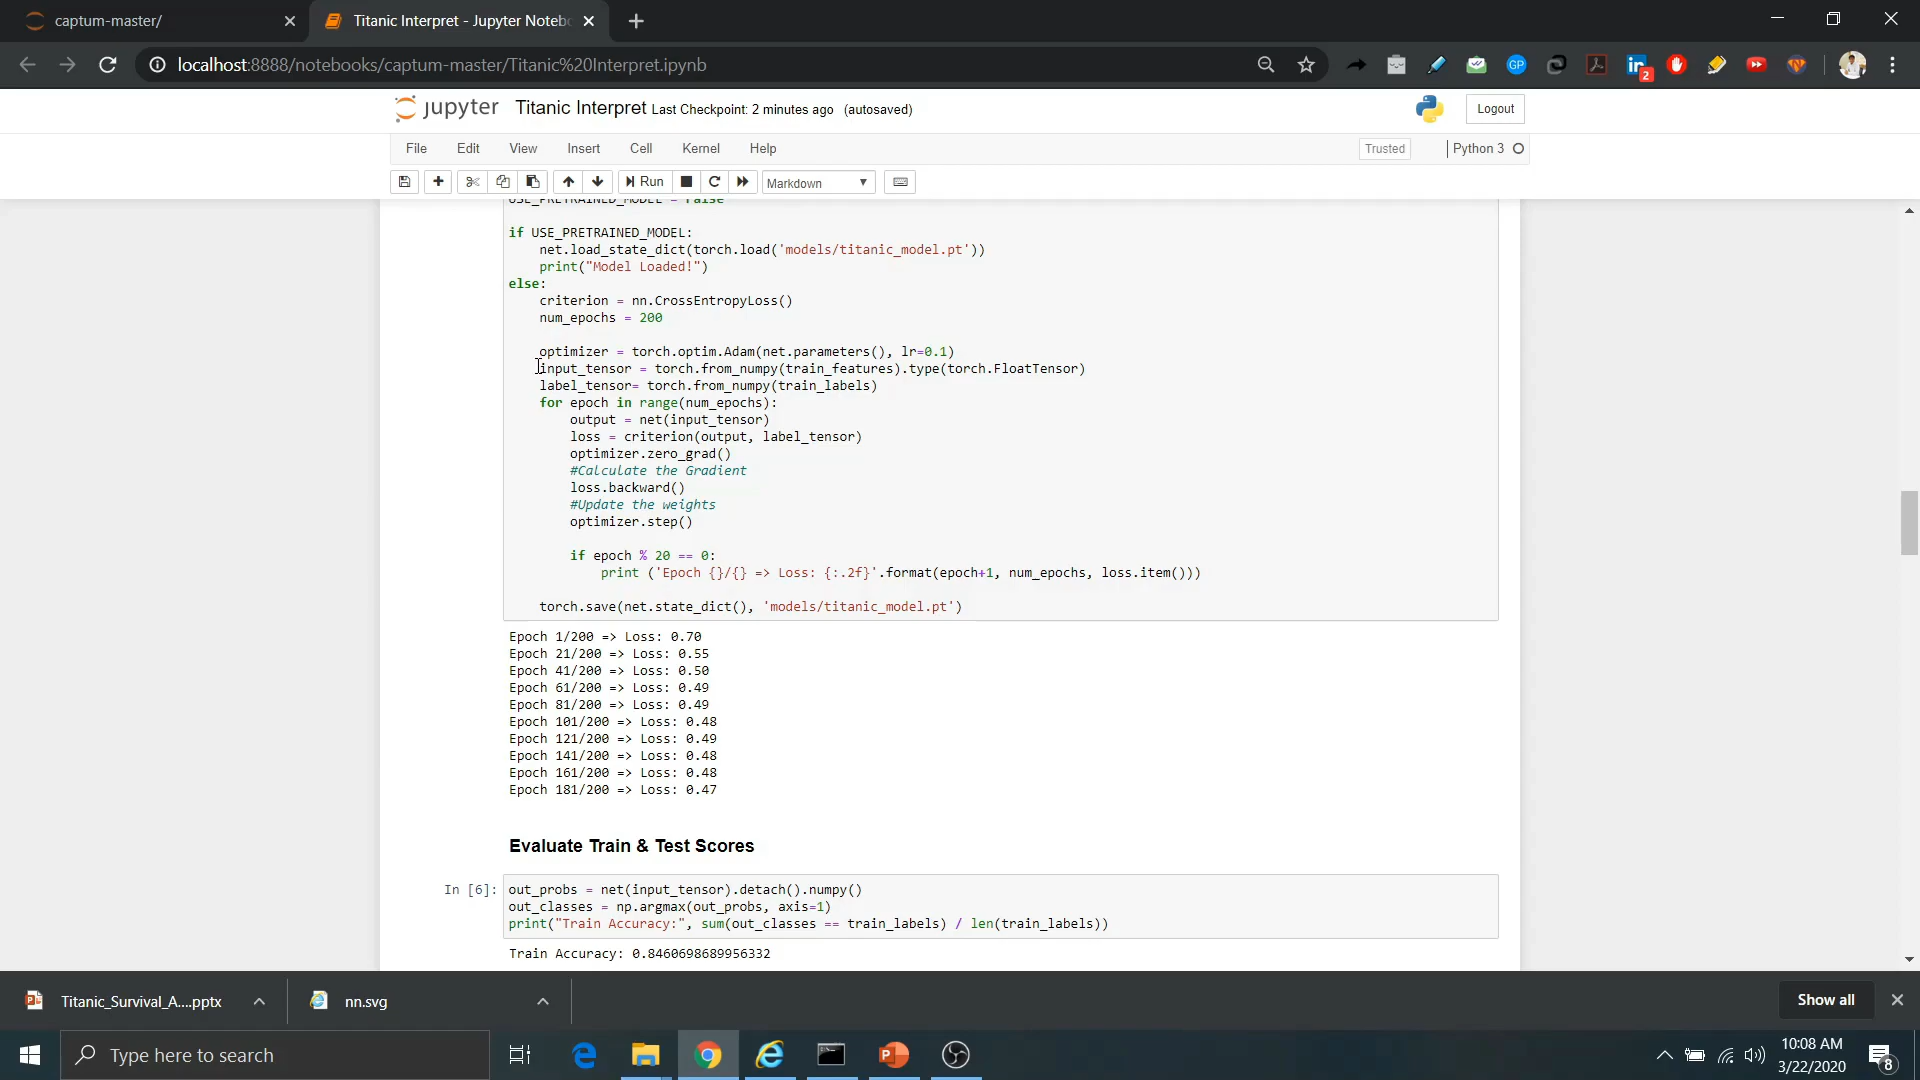 captum-master/
Titanic Interpret - Jupyter Noteb
localhost:8888/notebooks/captum-master/Titanic%20Interpret.ipynb
GP
2
jupyter Titanic Interpret Last Checkpoint: 2 minutes ago (autosaved)
Logout
File Edit View Insert Cell Kernel Help
Trusted
Python 3
Run
Markdown
USE_PRETRAINED_MODEL = False
if USE_PRETRAINED_MODEL:
net.load_state_dict(torch.load('models/titanic_model.pt'))
print("Model Loaded!")
else:
criterion = nn.CrossEntropyLoss()
num_epochs = 200
optimizer = torch.optim.Adam(net.parameters(), lr=0.1)
input_tensor = torch.from_numpy(train_features).type(torch.FloatTensor)
label_tensor= torch.from_numpy(train_labels)
for epoch in range(num_epochs):
output = net(input_tensor)
loss = criterion(output, label_tensor)
optimizer.zero_grad()
#Calculate the Gradient
loss.backward()
#Update the weights
optimizer.step()
if epoch % 20 == 0:
print ('Epoch {}/{} => Loss: {:.2f}'.format(epoch+1, num_epochs, loss.item()))
torch.save(net.state_dict(), 'models/titanic_model.pt')
Epoch 1/200 => Loss: 0.70
Epoch 21/200 => Loss: 0.55
Epoch 41/200 => Loss: 0.50
Epoch 61/200 => Loss: 0.49
Epoch 81/200 => Loss: 0.49
Epoch 101/200 => Loss: 0.48
Epoch 121/200 => Loss: 0.49
Epoch 141/200 => Loss: 0.48
Epoch 161/200 => Loss: 0.48
Epoch 181/200 => Loss: 0.47
Evaluate Train & Test Scores
In [6]:
out_probs = net(input_tensor).detach().numpy()
out_classes = np.argmax(out_probs, axis=1)
print("Train Accuracy:", sum(out_classes == train_labels) / len(train_labels))
Train Accuracy: 0.8460698689956332
Titanic_Survival_A....pptx
nn.svg
Show all
Type here to search
10:08 AM
3/22/2020
8